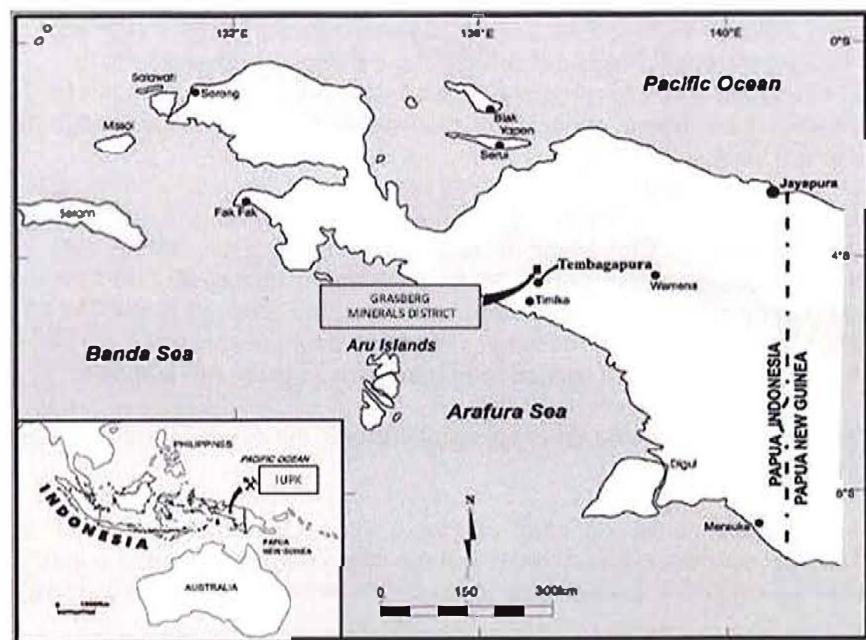 132°E
136°E
140°E
0°S
Pacific Ocean
Salawati
Sorong
Misool
Biak
Yapen
Serui
Jayapura
Fak Fak
4°S
Tembagapura
Wamena
Timika
GRASBERG
MINERALS DISTRICT
Aru Islands
Banda Sea
Arafura Sea
PAPUA, INDONESIA
PAPUA NEW GUINEA
Digul
Merauke
N
0
150
300km
PHILIPPINES
PACIFIC OCEAN
IUPK
INDONESIA
PAPUA
NEW GUINEA
AUSTRALIA
0